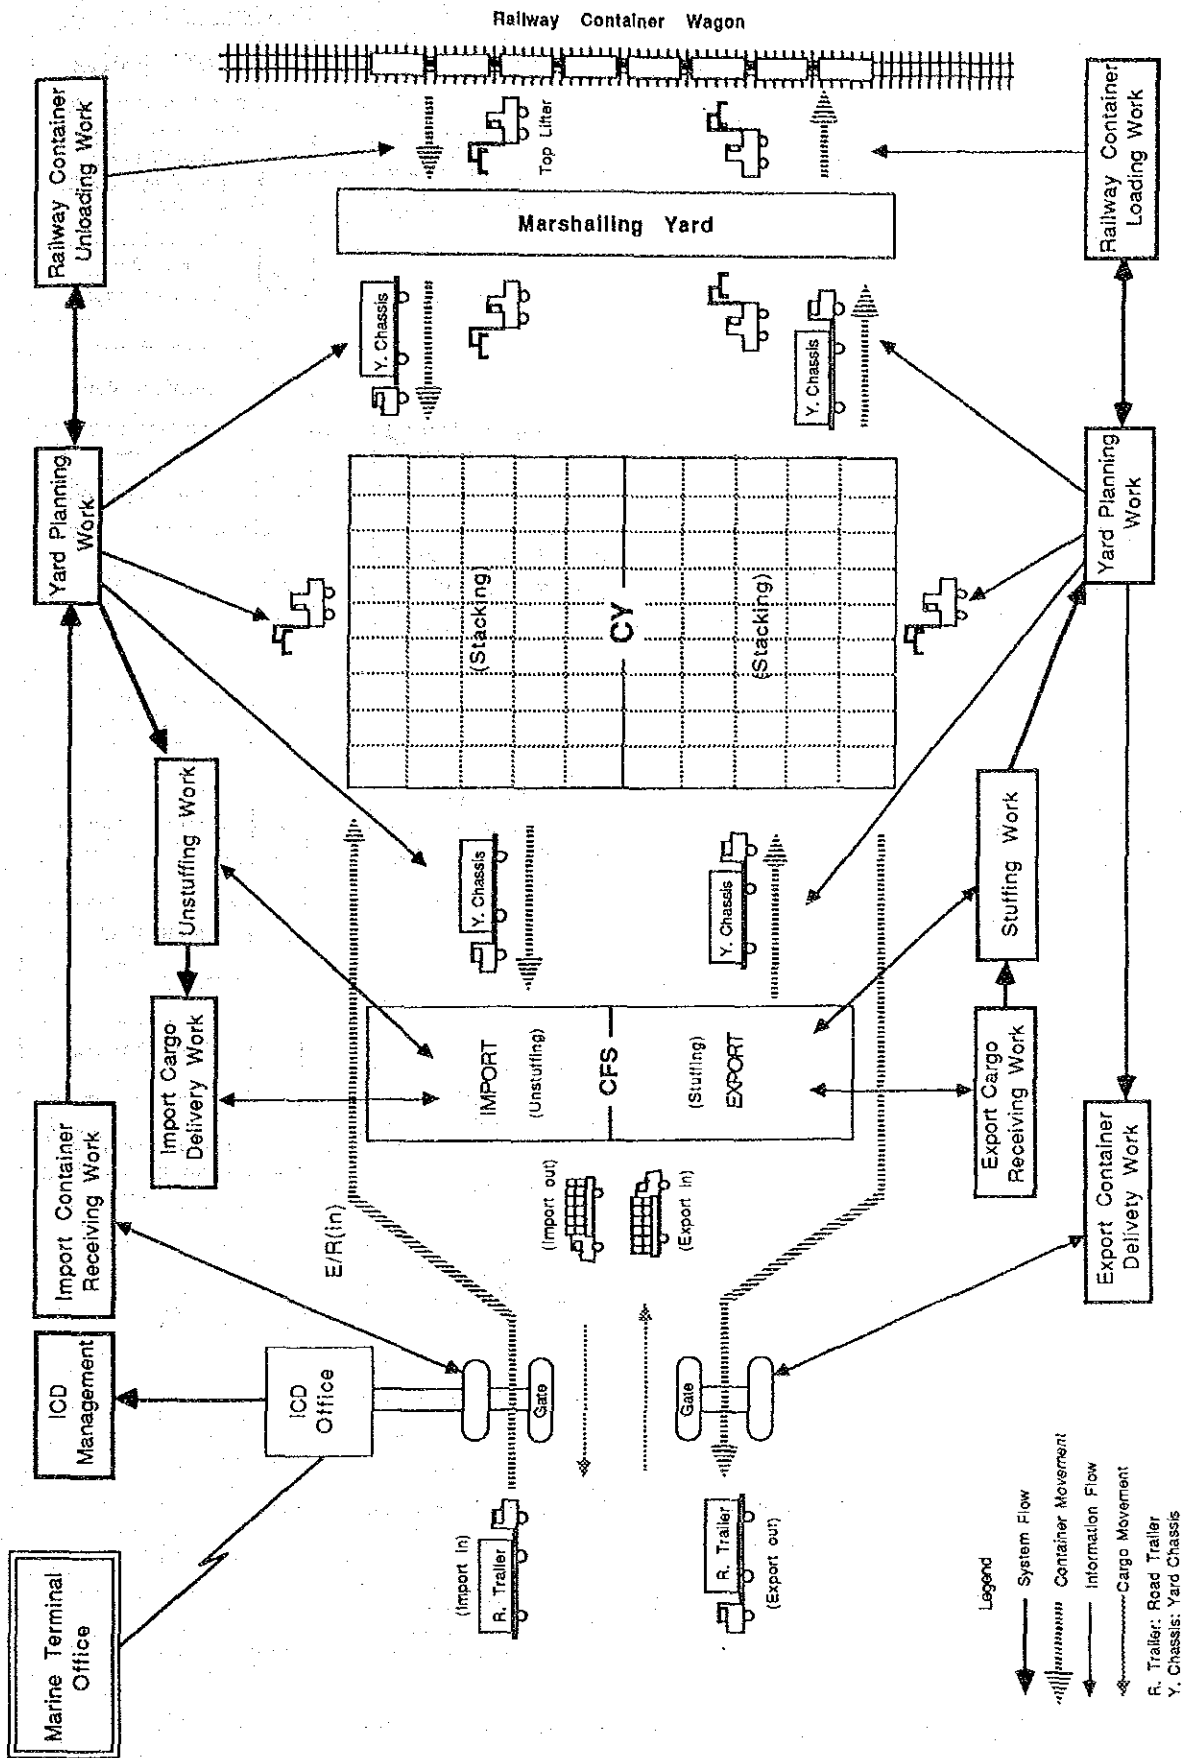 Railway Container Wagon
Marine Terminal
Office
ICD
Management
ICD
Office
Import Container
Receiving Work
Import Cargo
Delivery Work
Unstuffing Work
Yard Planning
Work
Railway Container
Unloading Work
E/R(in)
(Import in)
R. Trailer
Gate
(Import out)
(Export in)
IMPORT
(Unstuffing)
CFS
(Stuffing)
EXPORT
Y. Chassis
Y. Chassis
(Stacking)
CY
(Stacking)
Y. Chassis
Y. Chassis
Marshalling Yard
Top Lifter
Gate
R. Trailer
(Export out)
Export Cargo
Receiving Work
Stuffing Work
Export Container
Delivety Work
Yard Planning
Work
Railway Container
Loading Work
Legend
System Flow
Container Movement
Information Flow
Cargo Movement
R. Trailer: Road Trailer
Y. Chassis: Yard Chassis